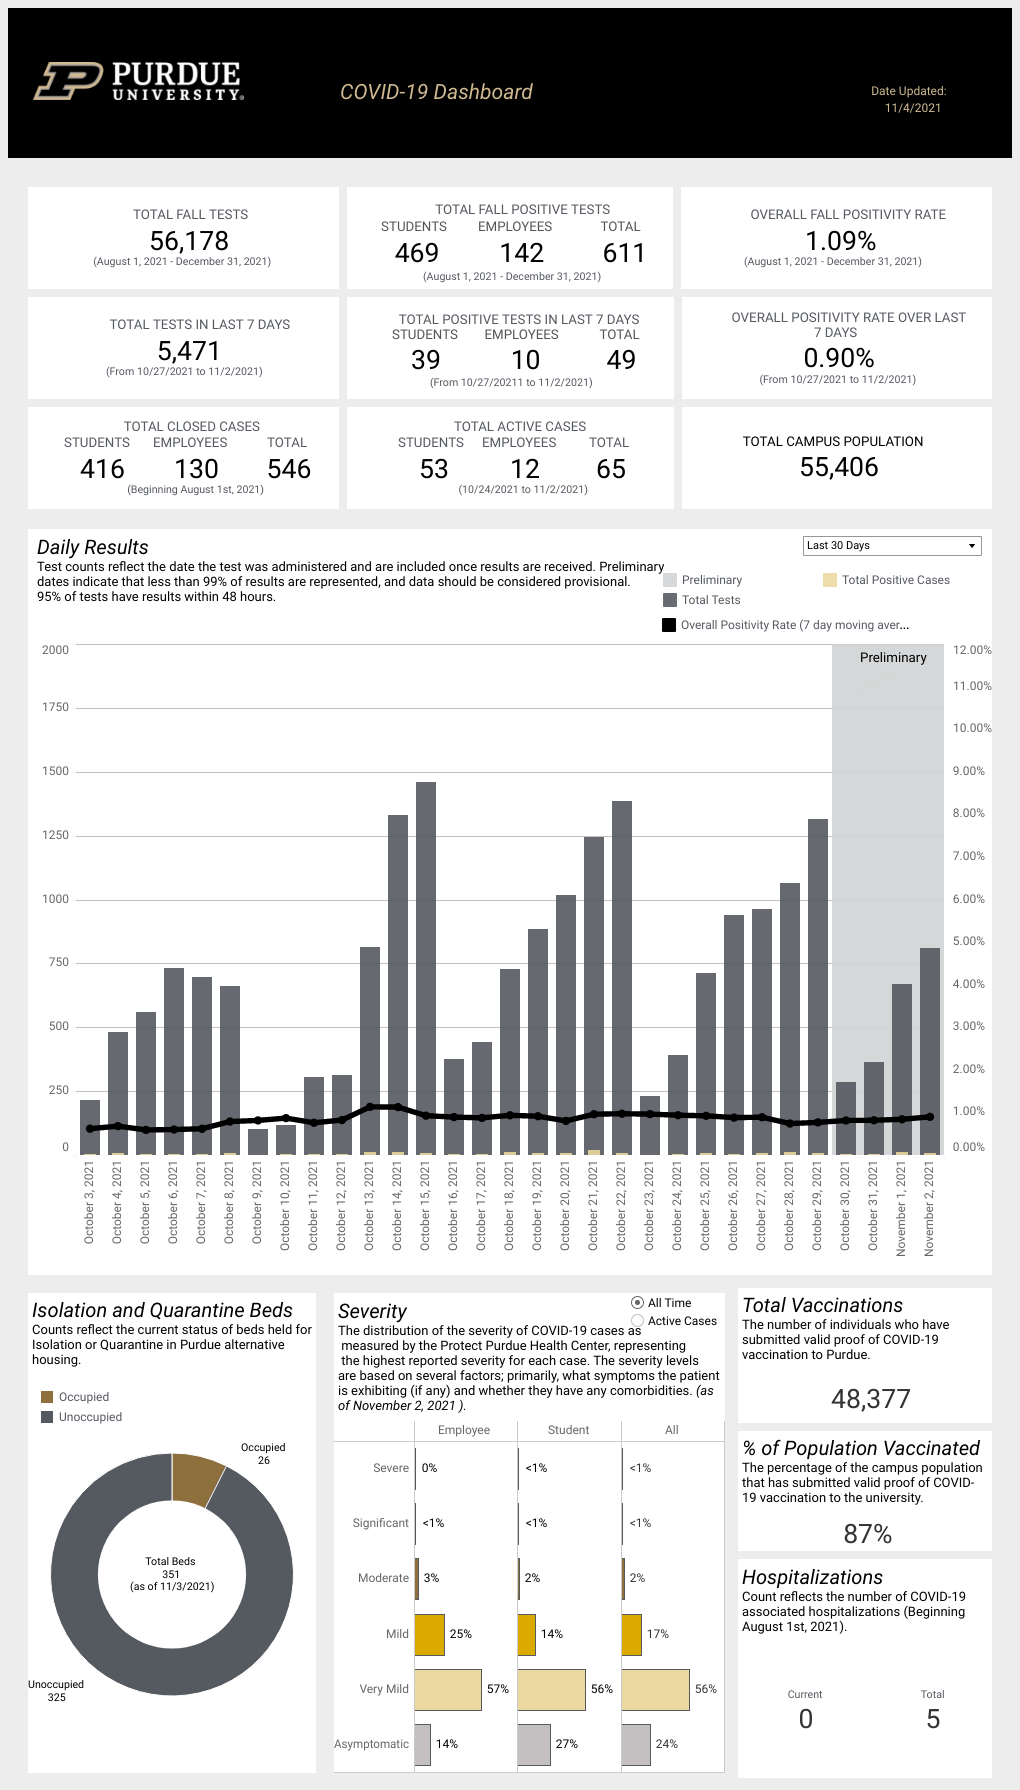 PURDUE
UNIVERSITY®
COVID-19 Dashboard
Date Updated:
11/4/2021
TOTAL FALL TESTS
56,178
(August 1, 2021 - December 31, 2021)
TOTAL FALL POSITIVE TESTS
STUDENTS EMPLOYEES TOTAL
469 142 611
(August 1, 2021 - December 31, 2021)
OVERALL FALL POSITIVITY RATE
1.09%
(August 1, 2021 - December 31, 2021)
TOTAL TESTS IN LAST 7 DAYS
5,471
(From 10/27/2021 to 11/2/2021)
TOTAL POSITIVE TESTS IN LAST 7 DAYS
STUDENTS EMPLOYEES TOTAL
39 10 49
(From 10/27/20211 to 11/2/2021)
OVERALL POSITIVITY RATE OVER LAST
7 DAYS
0.90%
(From 10/27/2021 to 11/2/2021)
TOTAL CLOSED CASES
STUDENTS EMPLOYEES TOTAL
416 130 546
(Beginning August 1st, 2021)
TOTAL ACTIVE CASES
STUDENTS EMPLOYEES TOTAL
53 12 65
(10/24/2021 to 11/2/2021)
TOTAL CAMPUS POPULATION
55,406
Daily Results
Test counts reflect the date the test was administered and are included once results are received. Preliminary
dates indicate that less than 99% of results are represented, and data should be considered provisional.
95% of tests have results within 48 hours.
Last 30 Days
Preliminary
Total Positive Cases
Total Tests
Overall Positivity Rate (7 day moving aver...
2000
1750
1500
1250
1000
750
500
250
0
Preliminary
12.00%
11.00%
10.00%
9.00%
8.00%
7.00%
6.00%
5.00%
4.00%
3.00%
2.00%
1.00%
0.00%
October 3, 2021
October 4, 2021
October 5, 2021
October 6, 2021
October 7, 2021
October 8, 2021
October 9, 2021
October 10, 2021
October 11, 2021
October 12, 2021
October 13, 2021
October 14, 2021
October 15, 2021
October 16, 2021
October 17, 2021
October 18, 2021
October 19, 2021
October 20, 2021
October 21, 2021
October 22, 2021
October 23, 2021
October 24, 2021
October 25, 2021
October 26, 2021
October 27, 2021
October 28, 2021
October 29, 2021
October 30, 2021
October 31, 2021
November 1, 2021
November 2, 2021
Isolation and Quarantine Beds
Counts reflect the current status of beds held for
Isolation or Quarantine in Purdue alternative
housing.
Occupied
Unoccupied
Occupied
26
Total Beds
351
(as of 11/3/2021)
Unoccupied
325
Severity
All Time
Active Cases
The distribution of the severity of COVID-19 cases as
measured by the Protect Purdue Health Center, representing
the highest reported severity for each case. The severity levels
are based on several factors; primarily, what symptoms the patient
is exhibiting (if any) and whether they have any comorbidities. (as
of November 2, 2021 ).
Employee Student All
Severe 0% <1% <1%
Significant <1% <1% <1%
Moderate 3% 2% 2%
Mild 25% 14% 17%
Very Mild 57% 56% 56%
Asymptomatic 14% 27% 24%
Total Vaccinations
The number of individuals who have
submitted valid proof of COVID-19
vaccination to Purdue.
48,377
% of Population Vaccinated
The percentage of the campus population
that has submitted valid proof of COVID-
19 vaccination to the university.
87%
Hospitalizations
Count reflects the number of COVID-19
associated hospitalizations (Beginning
August 1st, 2021).
Current Total
0 5